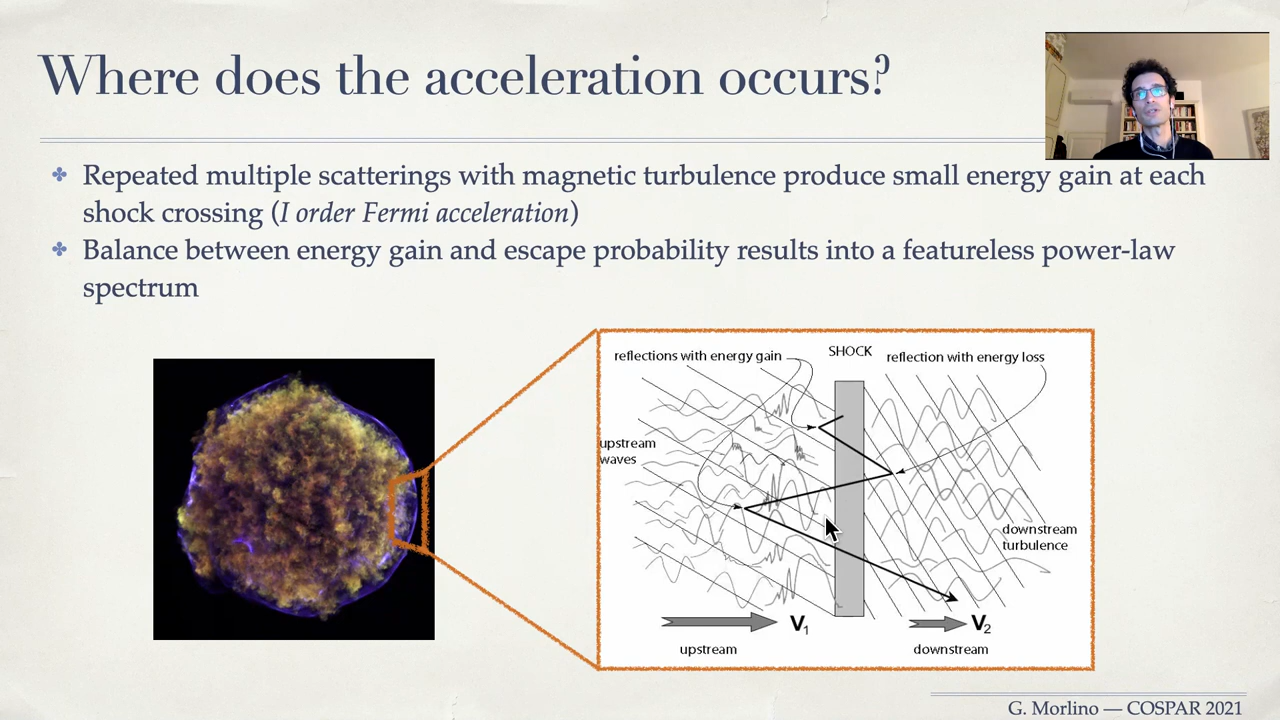 Where does the acceleration occurs?
Repeated multiple scatterings with magnetic turbulence produce small energy gain at each
shock crossing (I order Fermi acceleration)
Balance between energy gain and escape probability results into a featureless power-law
spectrum
reflections with energy gain
SHOCK
reflection with energy loss
upstream
waves
downstream
turbulence
V1
V2
upstream
downstream
G. Morlino — COSPAR 2021